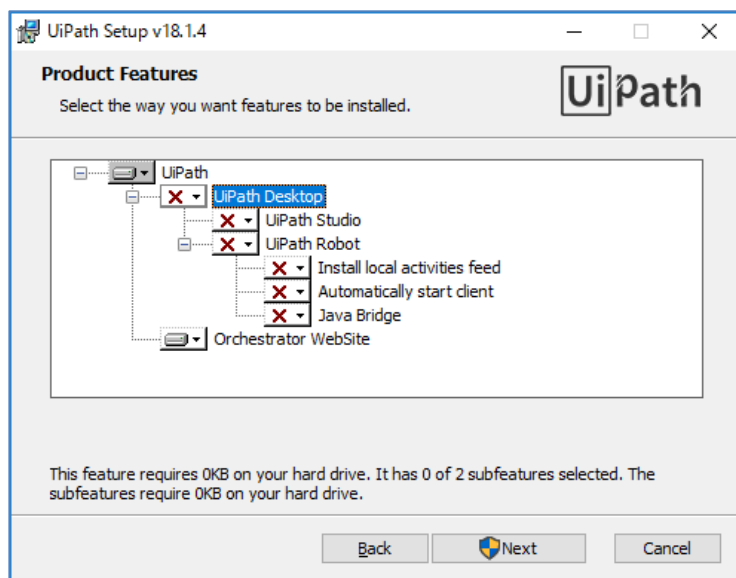 UiPath Setup v18.1.4
Product Features
Select the way you want features to be installed.
UiPath
UiPath
UiPath Desktop
UiPath Studio
UiPath Robot
Install local activities feed
Automatically start client
Java Bridge
Orchestrator WebSite
This feature requires 0KB on your hard drive. It has 0 of 2 subfeatures selected. The
subfeatures require 0KB on your hard drive.
Back
Next
Cancel